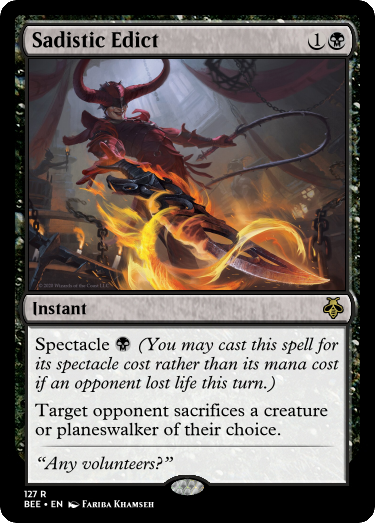 Sadistic Edict 1
Instant
Spectacle (You may cast this spell for
its spectacle cost rather than its mana cost
if an opponent lost life this turn.)
Target opponent sacrifices a creature
or planeswalker of their choice.
“Any volunteers?”
127 R
BEE • EN Fariba Khamseh